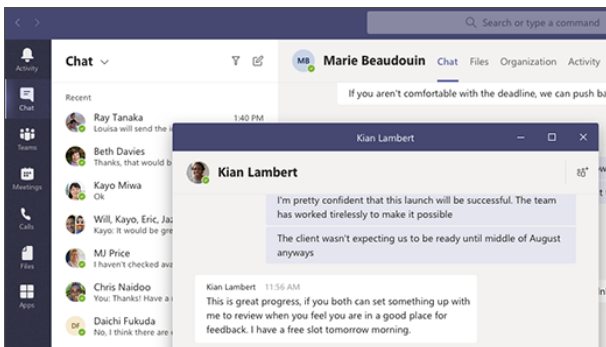 Search or type a command
Activity
Chat
Teams
Meetings
Calls
Files
Apps
Chat
Recent
Ray Tanaka 1:40 PM
Louisa will send the
Beth Davies
Thanks, that would b
Kayo Miwa
Ok
Will, Kayo, Eric, Jaz
Kayo: It would be gre
MJ Price
I haven't checked ava
Chris Naidoo
You: Thanks! Have a
DF Daichi Fukuda
No, I think there are
MB Marie Beaudouin Chat Files Organization Activity
If you aren't comfortable with the deadline, we can push ba
Kian Lambert
Kian Lambert
I'm pretty confident that this launch will be successful. The team
has worked tirelessly to make it possible
The client wasn't expecting us to be ready until middle of August
anyways
Kian Lambert 11:56 AM
This is great progress, if you both can set something up with
me to review when you feel you are in a good place for
feedback. I have a free slot tomorrow morning.